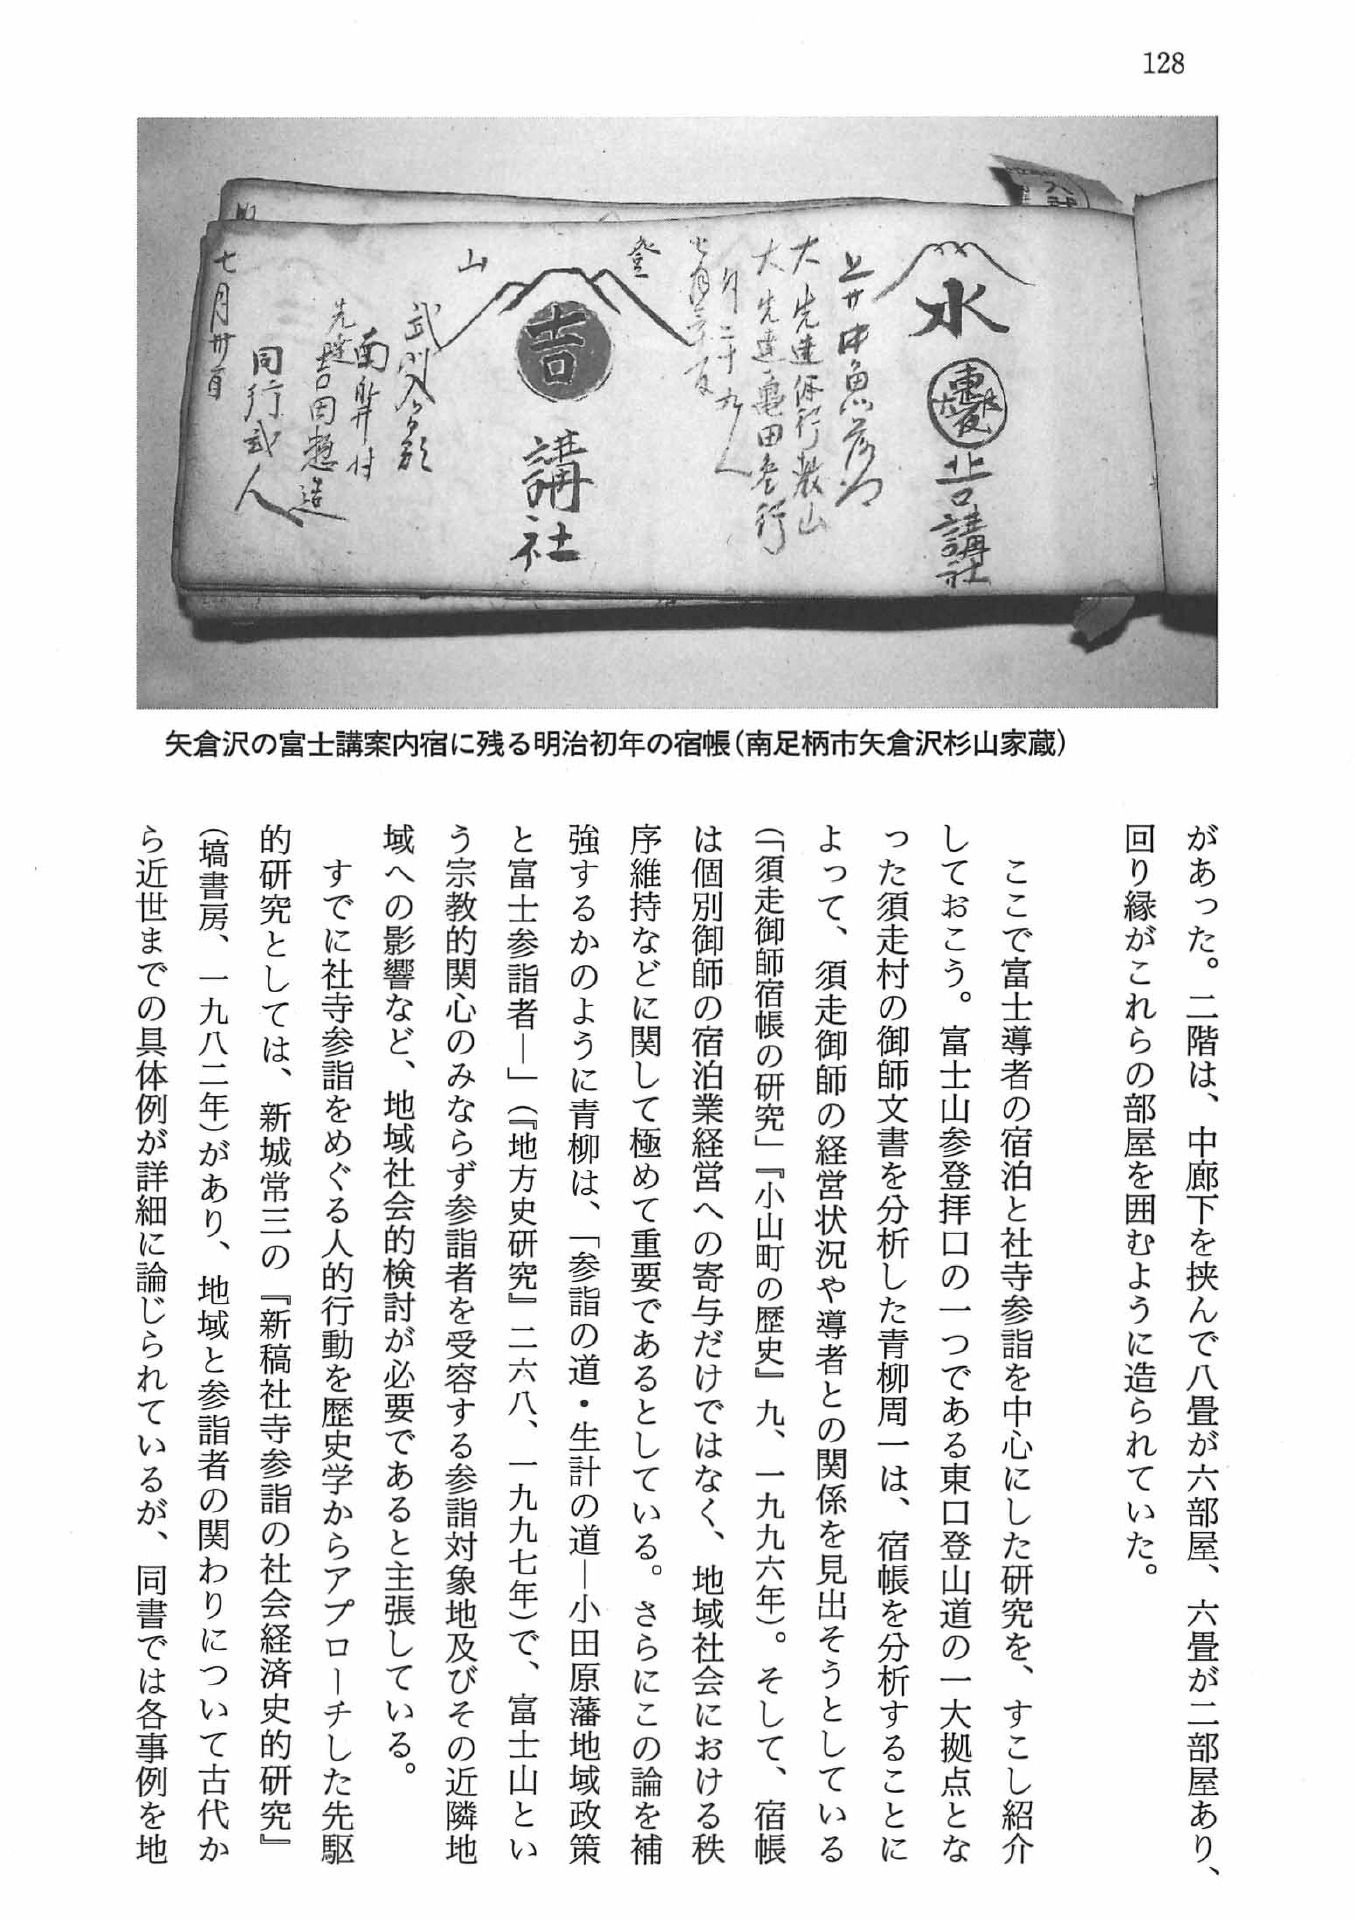 128
水
吉講社
大先達
大先達亀田
七月
二十九人
登
山
吉
講社
武州入間郡
南
先達吉田惣造
同行弐人
七月卅一日
矢倉沢の富士講案内宿に残る明治初年の宿帳(南足柄市矢倉沢杉山家蔵)
があった。二階は、中廊下を挟んで八畳が六部屋、六畳が二部屋あり、
回り縁がこれらの部屋を囲むように造られていた。
ここで富士導者の宿泊と社寺参詣を中心にした研究を、すこし紹介
しておこう。富士山参登拝口の一つである東口登山道の一大拠点とな
った須走村の御師文書を分析した青柳周一は、宿帳を分析することに
よって、須走御師の経営状況や導者との関係を見出そうとしている
(「須走御師宿帳の研究」『小山町の歴史』九、一九九六年)。そして、宿帳
は個別御師の宿泊業経営への寄与だけではなく、地域社会における秩
序維持などに関して極めて重要であるとしている。さらにこの論を補
強するかのように青柳は、「参詣の道・生計の道―小田原藩地域政策
と富士参詣者―」(『地方史研究』二六八、一九九七年)で、富士山とい
う宗教的関心のみならず参詣者を受容する参詣対象地及びその近隣地
域への影響など、地域社会的検討が必要であると主張している。
すでに社寺参詣をめぐる人的行動を歴史学からアプローチした先駆
的研究としては、新城常三の『新稿社寺参詣の社会経済史的研究』
(塙書房、一九八二年)があり、地域と参詣者の関わりについて古代か
ら近世までの具体例が詳細に論じられているが、同書では各事例を地